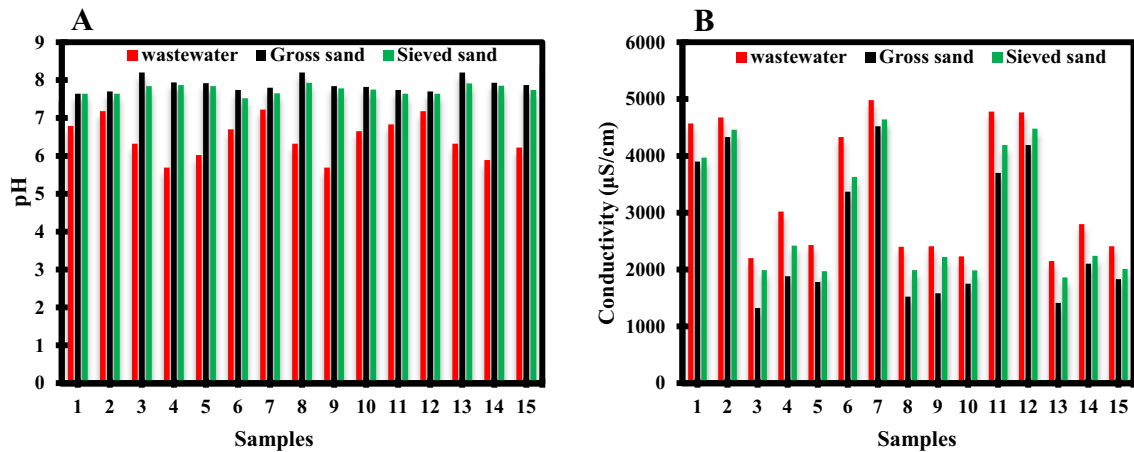 A
wastewater Gross sand Sieved sand
9
8
7
6
5
4
3
2
1
0
pH
1 2 3 4 5 6 7 8 9 10 11 12 13 14 15
Samples
B
wastewater Gross sand Sieved sand
6000
5000
4000
3000
2000
1000
0
Conductivity (µS/cm)
1 2 3 4 5 6 7 8 9 10 11 12 13 14 15
Samples